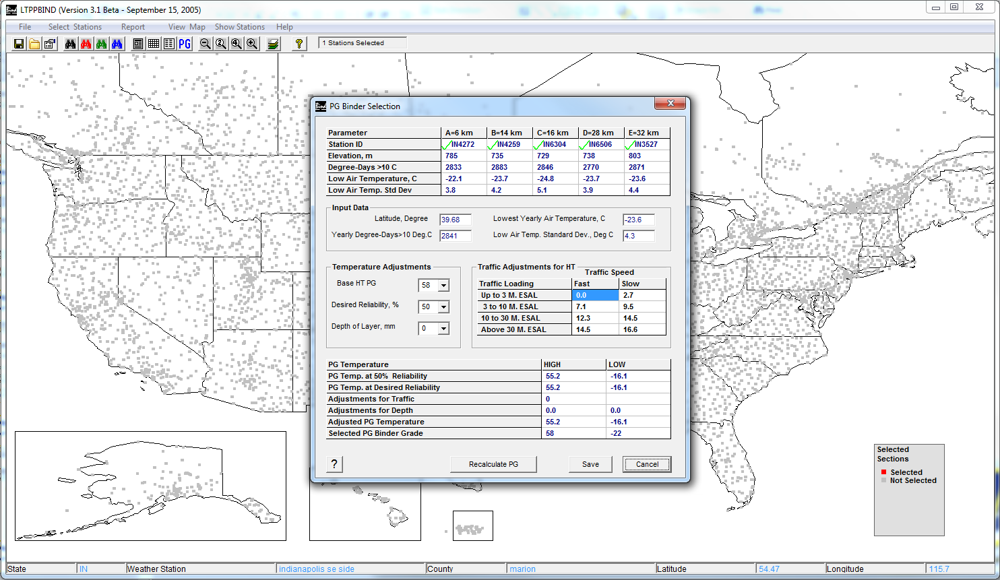 Bind LTPPBIND (Version 3.1 Beta - September 15, 2005)
File Select Stations Report View Map Show Stations Help
PG 2 4 ? 1 Stations Selected
Bind PG Binder Selection
Parameter A=6 km B=14 km C=16 km D=28 km E=32 km
Station ID IN4272 IN4259 IN6304 IN6506 IN3527
Elevation, m 785 735 729 738 803
Degree-Days >10 C 2833 2883 2846 2770 2871
Low Air Temperature, C -22.1 -23.7 -24.8 -23.7 -23.6
Low Air Temp. Std Dev 3.8 4.2 5.1 3.9 4.4
Input Data
Latitude, Degree 39.68 Lowest Yearly Air Temperature, C -23.6
Yearly Degree-Days>10 Deg.C 2841 Low Air Temp. Standard Dev., Deg C 4.3
Temperature Adjustments
Base HT PG 58
Desired Reliability, % 50
Depth of Layer, mm 0
Traffic Adjustments for HT
Traffic Speed
Traffic Loading Fast Slow
Up to 3 M. ESAL 0.0 2.7
3 to 10 M. ESAL 7.1 9.5
10 to 30 M. ESAL 12.3 14.5
Above 30 M. ESAL 14.5 16.6
PG Temperature HIGH LOW
PG Temp. at 50% Reliability 55.2 -16.1
PG Temp. at Desired Reliability 55.2 -16.1
Adjustments for Traffic 0
Adjustments for Depth 0.0 0.0
Adjusted PG Temperature 55.2 -16.1
Selected PG Binder Grade 58 -22
? Recalculate PG Save Cancel
Selected
Sections
Selected
Not Selected
State IN Weather Station indianapolis se side County marion Latitude 54.47 Longitude 115.7